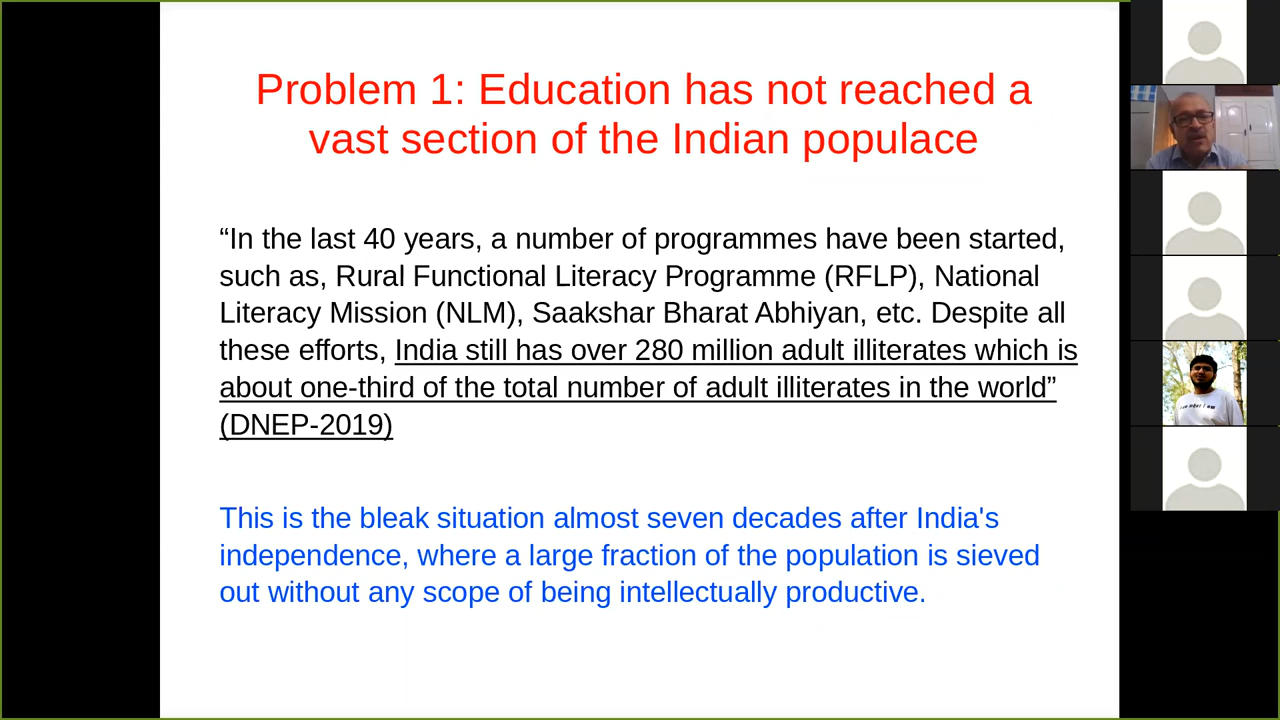 Problem 1: Education has not reached a
vast section of the Indian populace
“In the last 40 years, a number of programmes have been started,
such as, Rural Functional Literacy Programme (RFLP), National
Literacy Mission (NLM), Saakshar Bharat Abhiyan, etc. Despite all
these efforts, India still has over 280 million adult illiterates which is
about one-third of the total number of adult illiterates in the world”
(DNEP-2019)
This is the bleak situation almost seven decades after India's
independence, where a large fraction of the population is sieved
out without any scope of being intellectually productive.